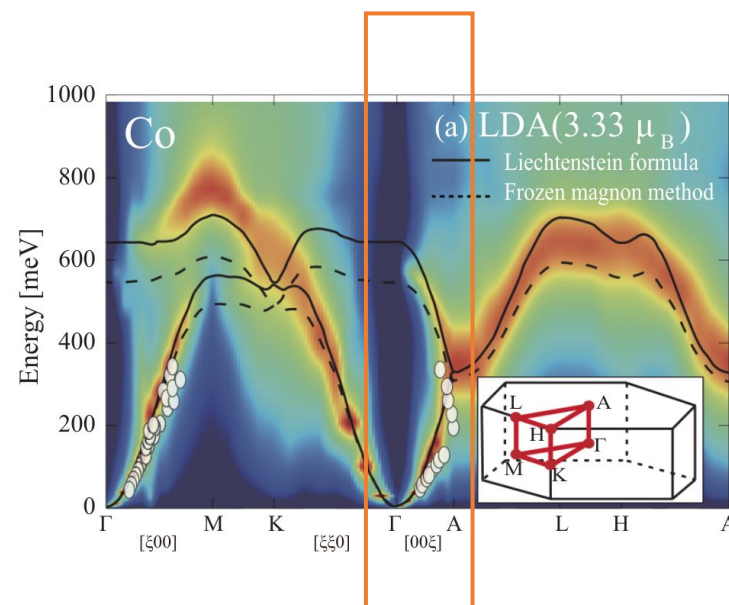 1000
800
600
400
200
0
Energy [meV]
Co
(a) LDA(3.33 μB)
Liechtenstein formula
Frozen magnon method
L
A
H
Γ
M
K
Γ M K Γ A L H A
[ξ00] [ξξ0] [00ξ]